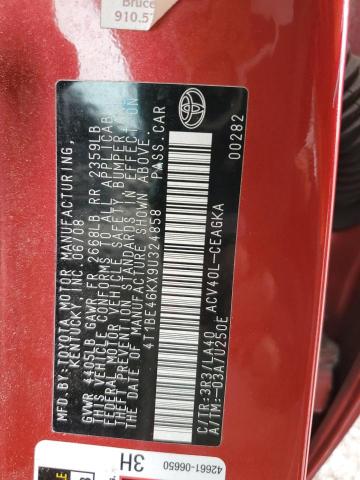 Bruce
910.57
MFD. BY: TOYOTA MOTOR MANUFACTURING,
KENTUCKY, INC. 06/08
GVWR 4405LB GAWR FR 2668LB RR 2359LB
THIS VEHICLE CONFORMS TO ALL APPLICABLE
FEDERAL MOTOR VEHICLE SAFETY, BUMPER, AND
THEFT PREVENTION STANDARDS IN EFFECT ON
THE DATE OF MANUFACTURE SHOWN ABOVE.
4T1BE46KX9U324858 PASS.CAR
00282
C/TR:3R3/LA40 ACV40L-CEAGKA
A/TM:-03A/U250E
42661-06650
3H